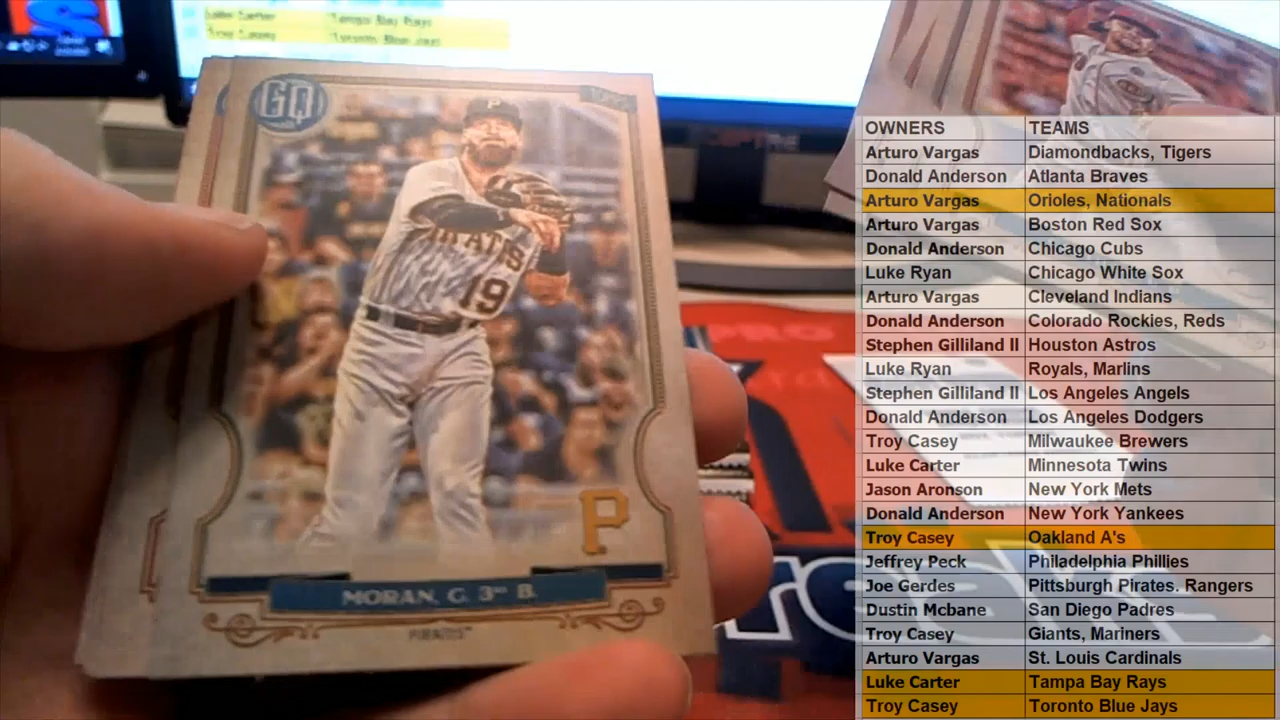 Luke Carter Tampa Bay Rays
Troy Casey Toronto Blue Jays
GQ
TOPPS
P
PIRATES
19
P
MORAN, C. 3RD B.
PIRATES
PRO
OWNERS TEAMS
Arturo Vargas Diamondbacks, Tigers
Donald Anderson Atlanta Braves
Arturo Vargas Orioles, Nationals
Arturo Vargas Boston Red Sox
Donald Anderson Chicago Cubs
Luke Ryan Chicago White Sox
Arturo Vargas Cleveland Indians
Donald Anderson Colorado Rockies, Reds
Stephen Gilliland II Houston Astros
Luke Ryan Royals, Marlins
Stephen Gilliland II Los Angeles Angels
Donald Anderson Los Angeles Dodgers
Troy Casey Milwaukee Brewers
Luke Carter Minnesota Twins
Jason Aronson New York Mets
Donald Anderson New York Yankees
Troy Casey Oakland A's
Jeffrey Peck Philadelphia Phillies
Joe Gerdes Pittsburgh Pirates. Rangers
Dustin Mcbane San Diego Padres
Troy Casey Giants, Mariners
Arturo Vargas St. Louis Cardinals
Luke Carter Tampa Bay Rays
Troy Casey Toronto Blue Jays